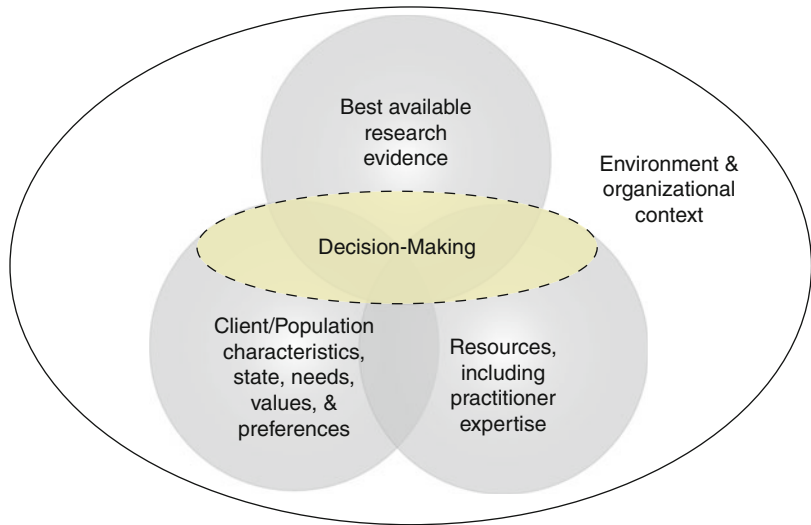 Best available
research
evidence
Environment &
organizational
context
Decision-Making
Client/Population
characteristics,
state, needs,
values, &
preferences
Resources,
including
practitioner
expertise